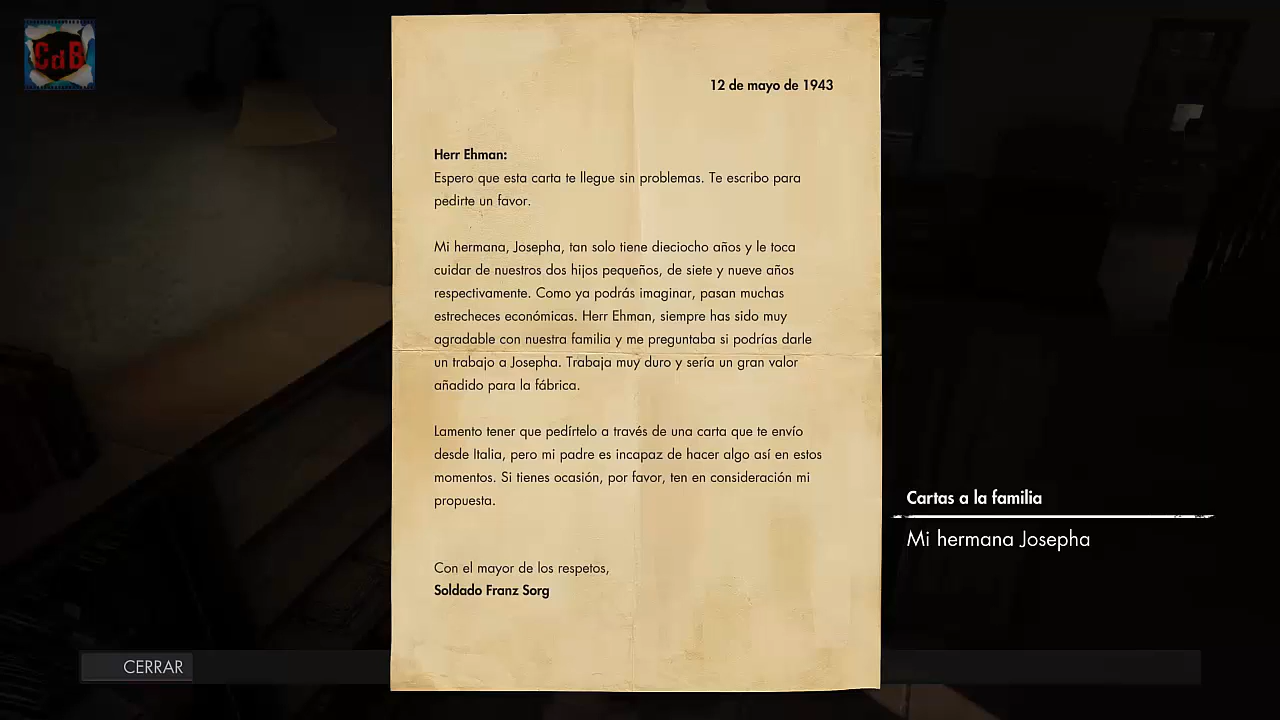 CdB
12 de mayo de 1943
Herr Ehman:
Espero que esta carta te llegue sin problemas. Te escribo para
pedirte un favor.
Mi hermana, Josepha, tan solo tiene dieciocho años y le toca
cuidar de nuestros dos hijos pequeños, de siete y nueve años
respectivamente. Como ya podrás imaginar, pasan muchas
estrecheces económicas. Herr Ehman, siempre has sido muy
agradable con nuestra familia y me preguntaba si podrías darle
un trabajo a Josepha. Trabaja muy duro y sería un gran valor
añadido para la fábrica.
Lamento tener que pedírtelo a través de una carta que te envío
desde Italia, pero mi padre es incapaz de hacer algo así en estos
momentos. Si tienes ocasión, por favor, ten en consideración mi
propuesta.
Con el mayor de los respetos,
Soldado Franz Sorg
Cartas a la familia
Mi hermana Josepha
CERRAR